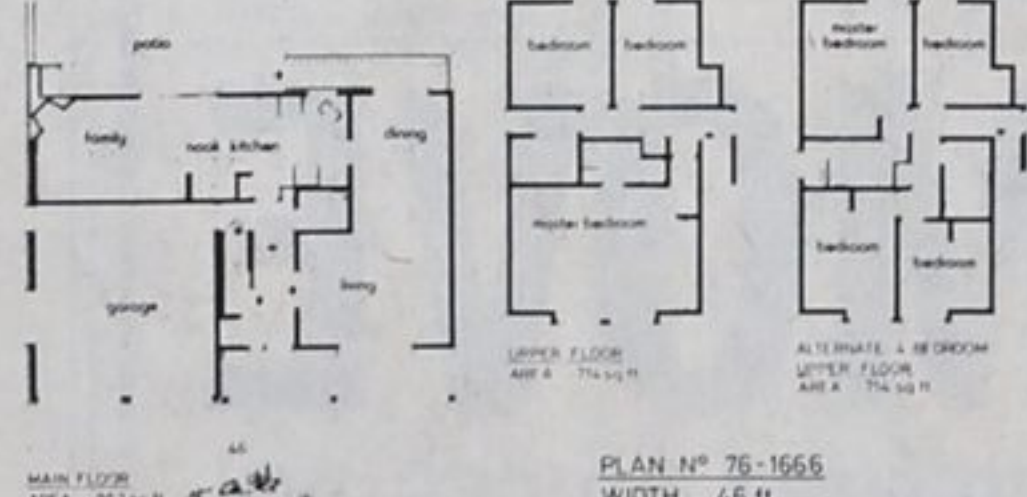 patio
family
nook kitchen
dining
living
garage
46
MAIN FLOOR
AREA
bedroom bedroom
master bedroom
UPPER FLOOR
AREA 714 sq ft
master
bedroom
bedroom
bedroom
bedroom
ALTERNATE 4 BEDROOM
UPPER FLOOR
AREA 714 sq ft
PLAN Nº 76-1666
WIDTH 46 ft